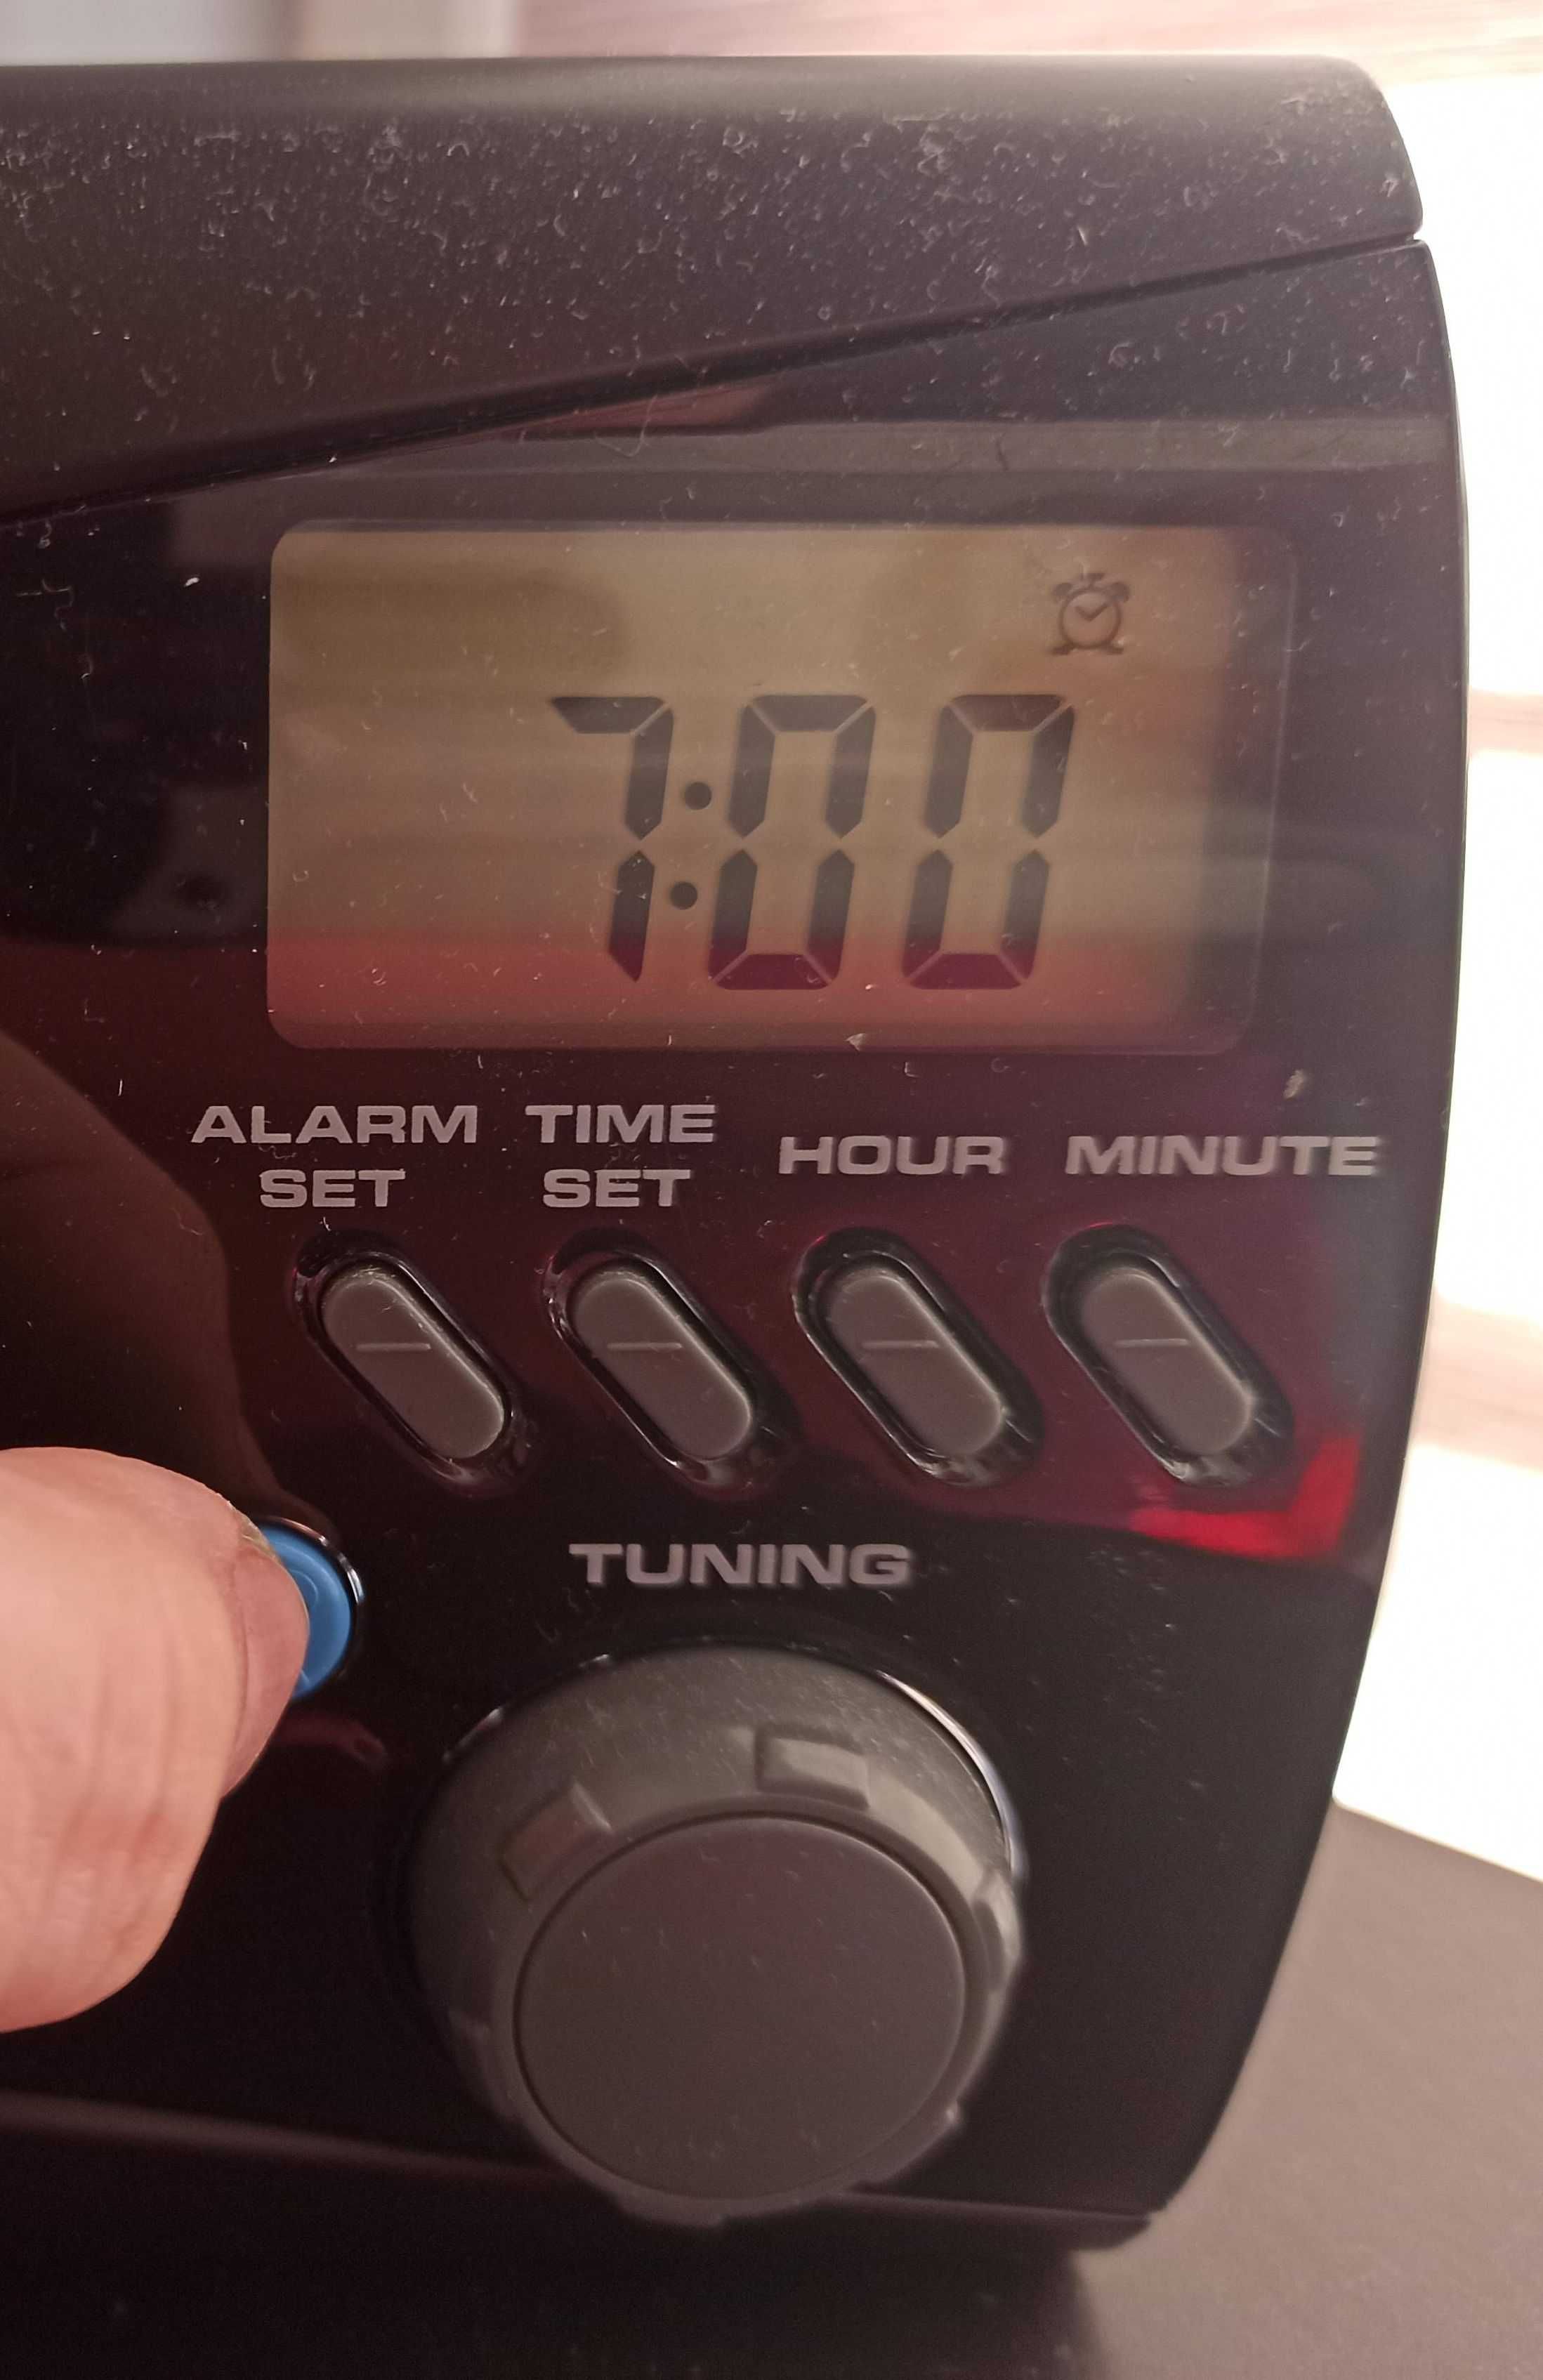 7:00
ALARM SET
TIME SET
HOUR
MINUTE
TUNING